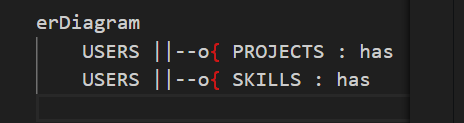 erDiagram
USERS ||--o{ PROJECTS : has
USERS ||--o{ SKILLS : has